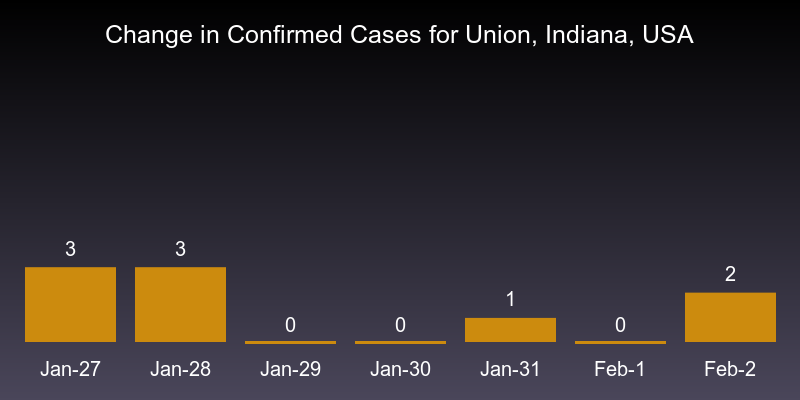 Change in Confirmed Cases for Union, Indiana, USA
3 3 0 0 1 0 2
Jan-27 Jan-28 Jan-29 Jan-30 Jan-31 Feb-1 Feb-2